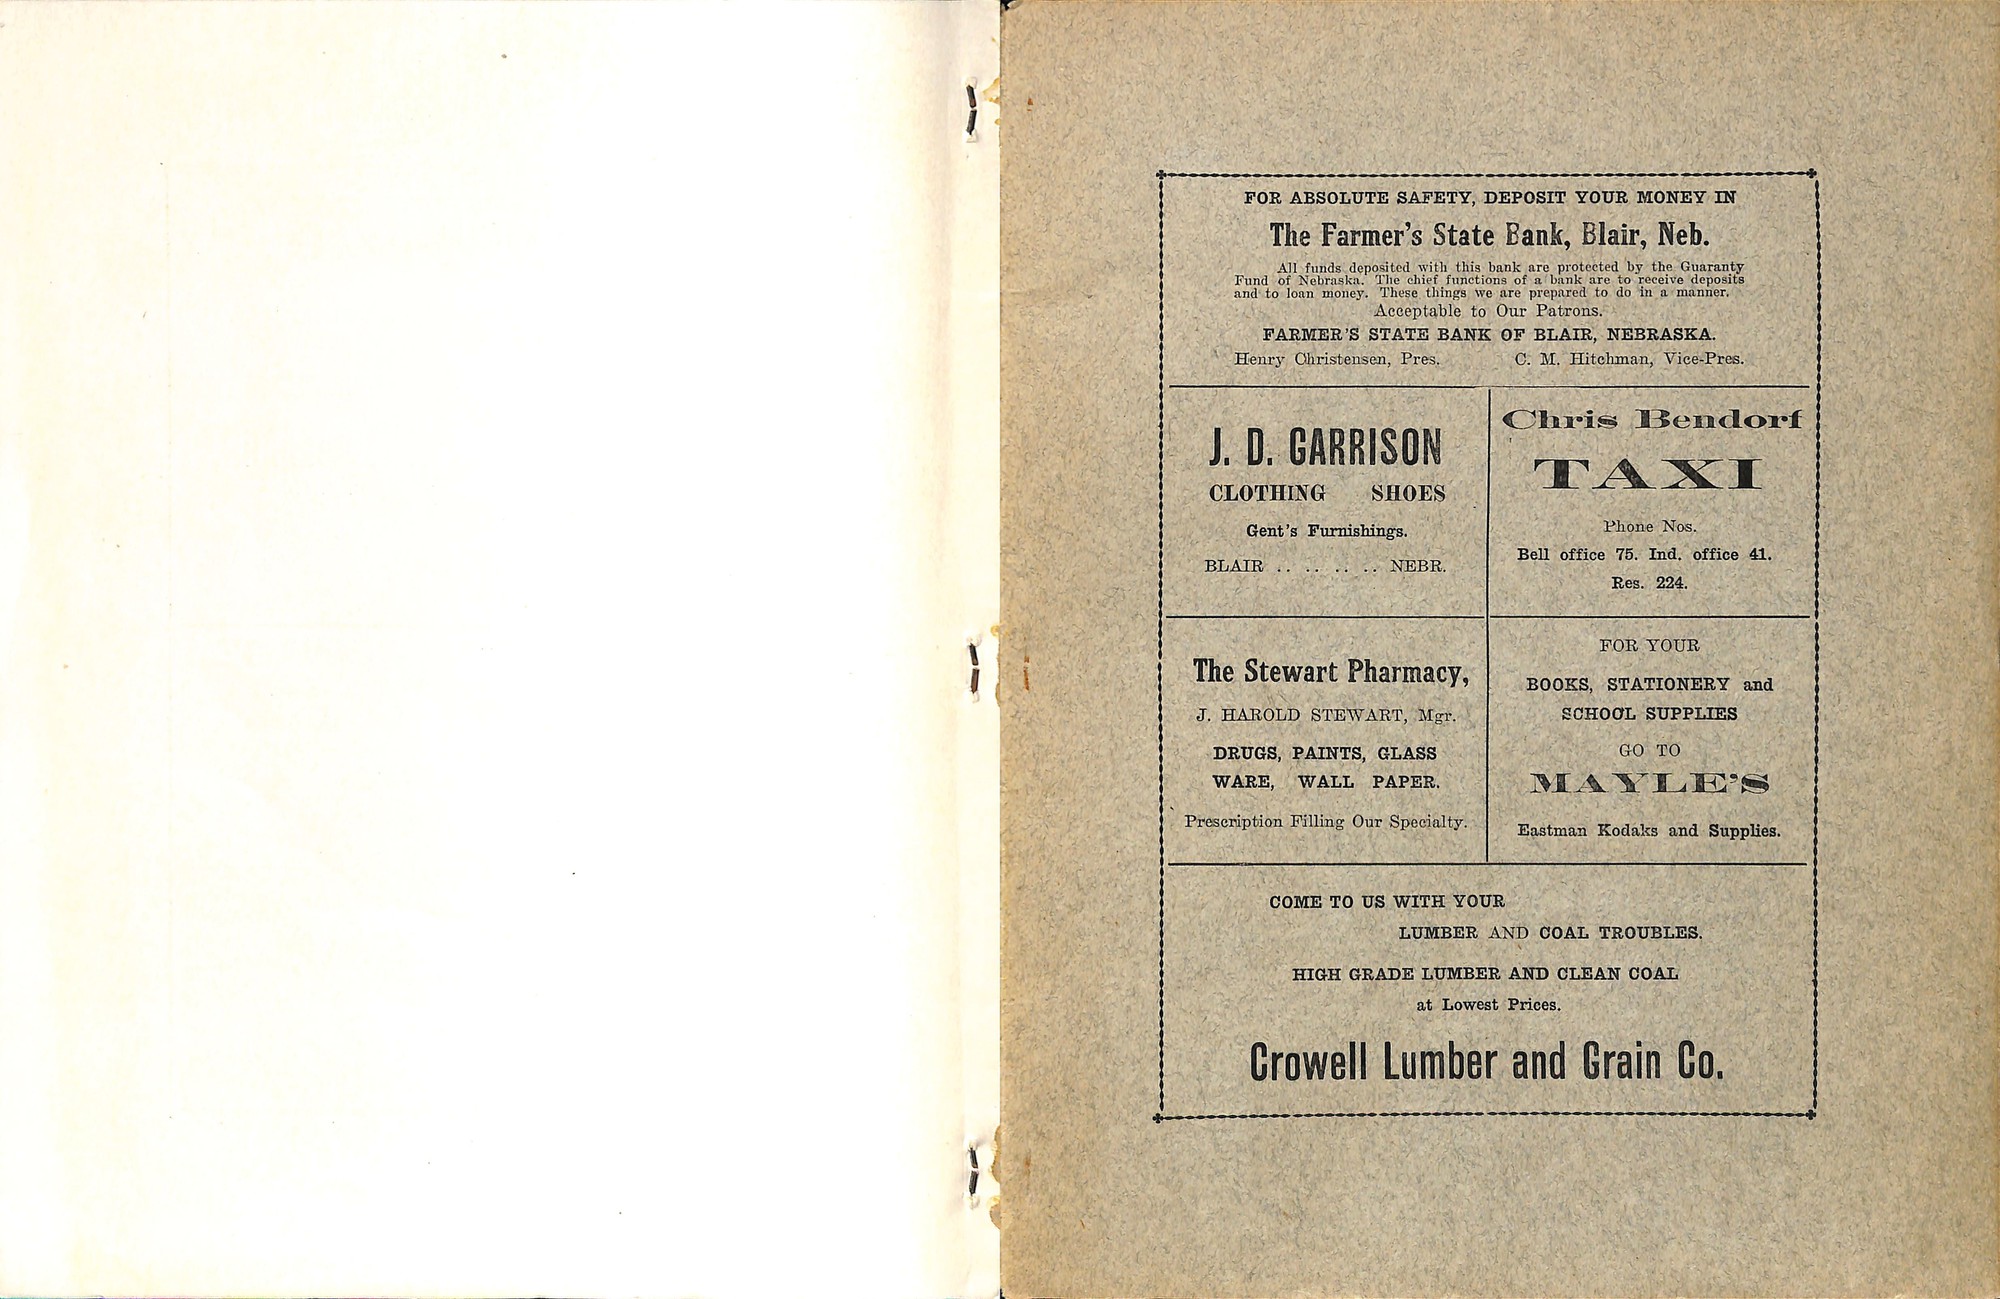 FOR ABSOLUTE SAFETY, DEPOSIT YOUR MONEY IN
The Farmer's State Bank, Blair, Neb.
All funds deposited with this bank are protected by the Guaranty
Fund of Nebraska. The chief functions of a bank are to receive deposits
and to loan money. These things we are prepared to do in a manner.
Acceptable to Our Patrons.
FARMER'S STATE BANK OF BLAIR, NEBRASKA.
Henry Christensen, Pres. C. M. Hitchman, Vice-Pres.
J. D. GARRISON
CLOTHING SHOES
Gent's Furnishings.
BLAIR .. .. .. .. NEBR.
Chris Bendorf
TAXI
Phone Nos.
Bell office 75. Ind. office 41.
Res. 224.
The Stewart Pharmacy,
J. HAROLD STEWART, Mgr.
DRUGS, PAINTS, GLASS
WARE, WALL PAPER.
Prescription Filling Our Specialty.
FOR YOUR
BOOKS, STATIONERY and
SCHOOL SUPPLIES
GO TO
MAYLE'S
Eastman Kodaks and Supplies.
COME TO US WITH YOUR
LUMBER AND COAL TROUBLES.
HIGH GRADE LUMBER AND CLEAN COAL
at Lowest Prices.
Crowell Lumber and Grain Co.